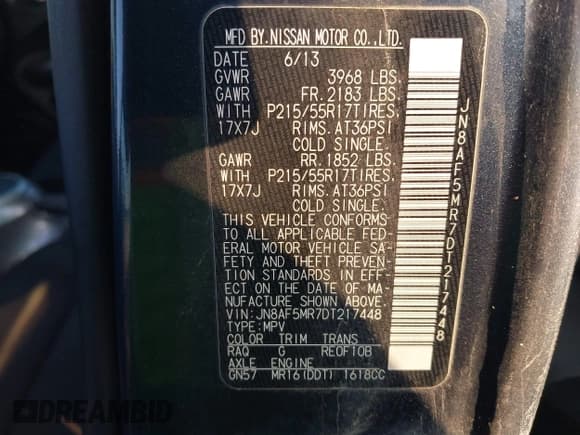 MFD BY.NISSAN MOTOR CO.,LTD.
DATE 6/13
GVWR 3968 LBS.
GAWR FR.2183 LBS.
WITH P215/55R17TIRES.
17X7J RIMS.AT36PSI
COLD SINGLE.
GAWR RR.1852 LBS.
WITH P215/55R17TIRES.
17X7J RIMS.AT36PSI
COLD SINGLE.
THIS VEHICLE CONFORMS
TO ALL APPLICABLE FED-
ERAL MOTOR VEHICLE SA-
FETY AND THEFT PREVEN-
TION STANDARDS IN EFF-
ECT ON THE DATE OF MA-
NUFACTURE SHOWN ABOVE.
VIN:JN8AF5MR7DT217448
TYPE:MPV
COLOR TRIM TRANS
RAQ G RE0F10B
AXLE ENGINE
GN57 MR16(DDT) 1618CC
JN8AF5MR7DT217448
DREAMBID